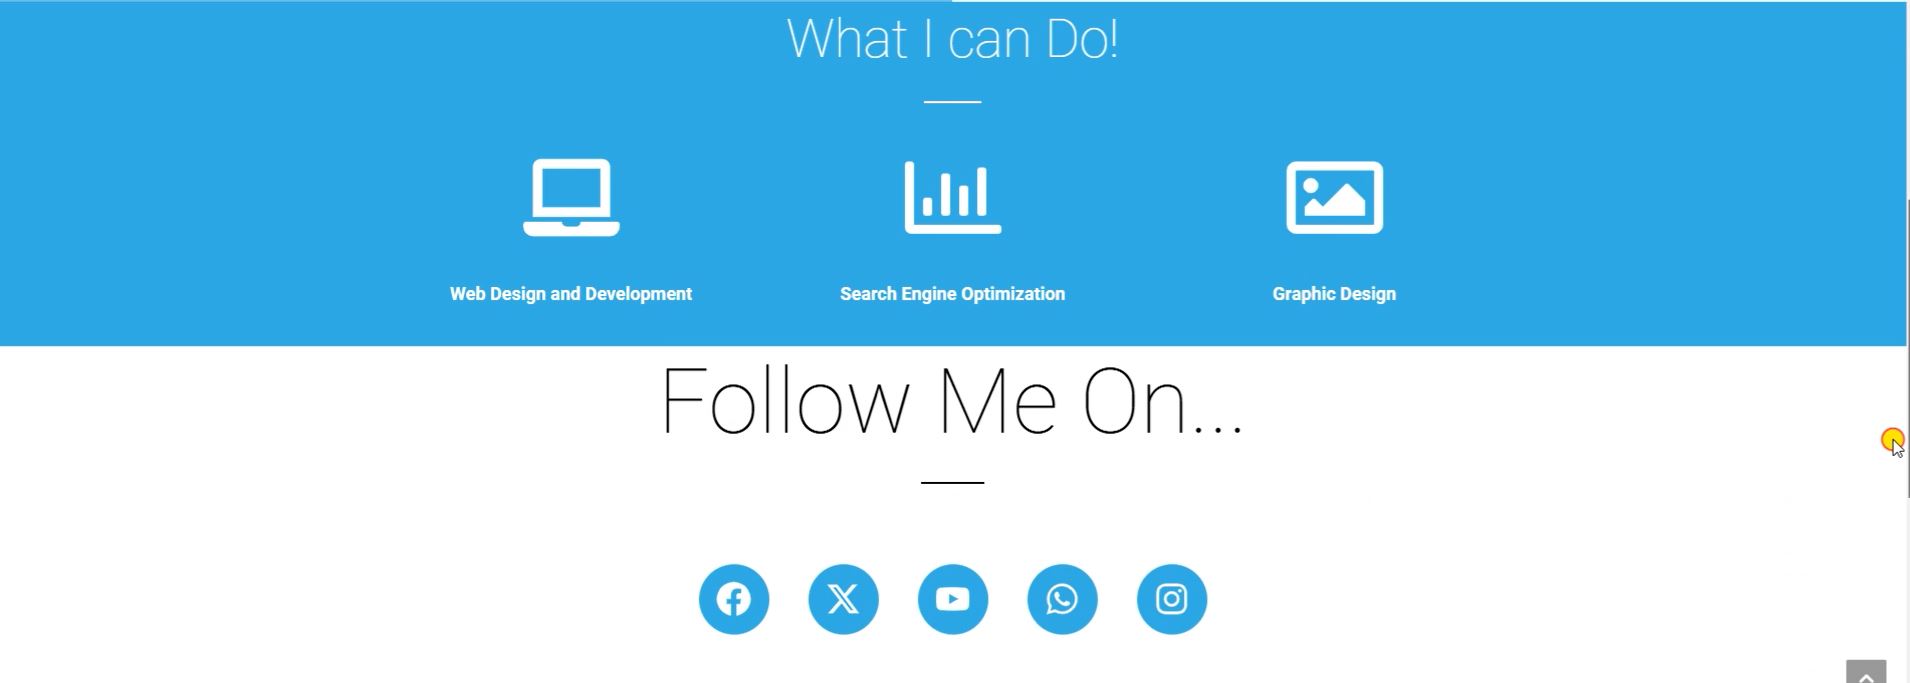 What I can Do!
Web Design and Development
Search Engine Optimization
Graphic Design
Follow Me On...